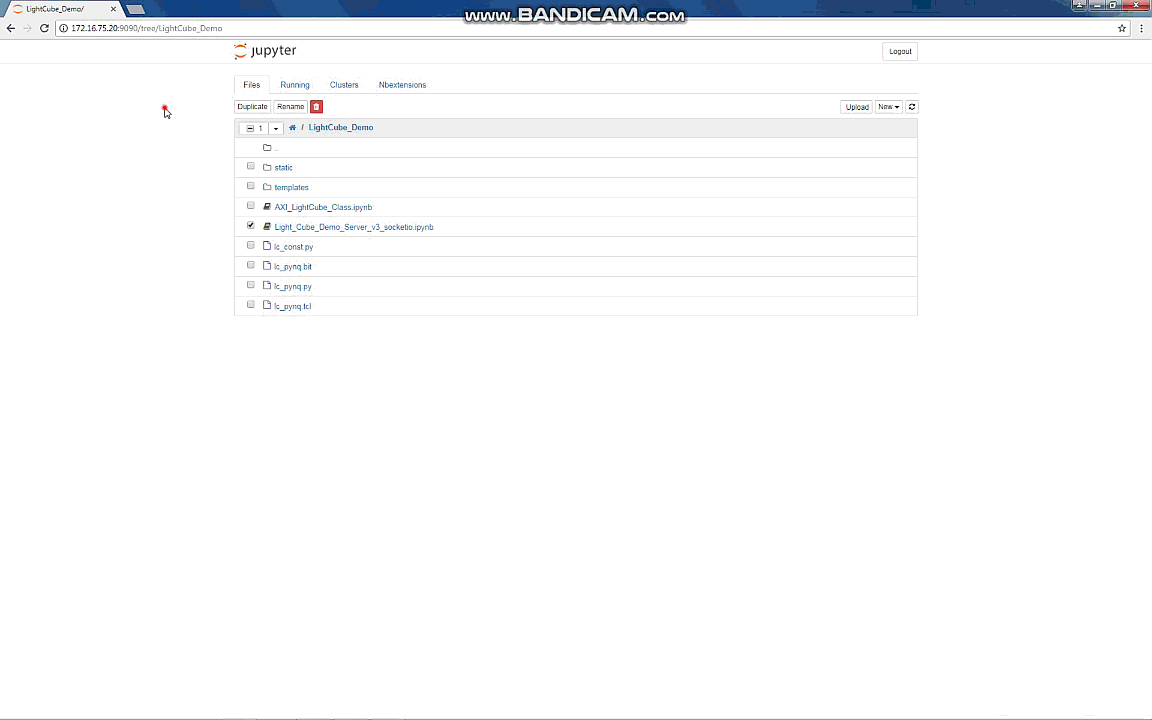 LightCube_Demo/
www.BANDICAM.com
172.16.75.20:9090/tree/LightCube_Demo
jupyter
Logout
Files Running Clusters Nbextensions
Duplicate Rename Upload New
1 / LightCube_Demo
..
static
templates
AXI_LightCube_Class.ipynb
Light_Cube_Demo_Server_v3_socketio.ipynb
lc_const.py
lc_pynq.bit
lc_pynq.py
lc_pynq.tcl